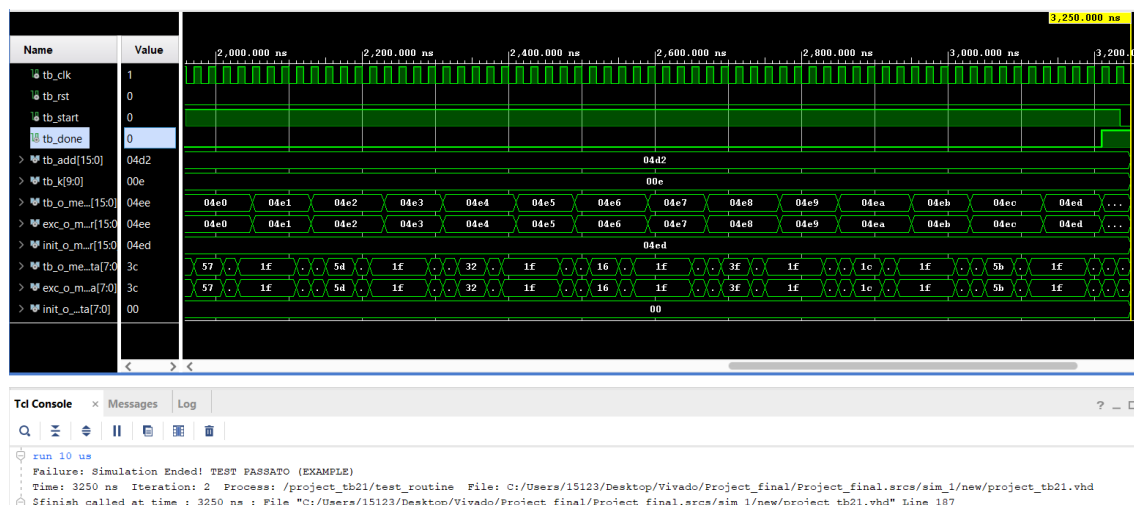 3,250.000 ns
Name Value 2,000.000 ns 2,200.000 ns 2,400.000 ns 2,600.000 ns 2,800.000 ns 3,000.000 ns 3,200.0
tb_clk 1
tb_rst 0
tb_start 0
tb_done 0
tb_add[15:0] 04d2 04d2
tb_k[9:0] 00e 00e
tb_o_me...[15:0] 04ee 04e0 04e1 04e2 04e3 04e4 04e5 04e6 04e7 04e8 04e9 04ea 04eb 04ec 04ed ...
exc_o_m...r[15:0 04ee 04e0 04e1 04e2 04e3 04e4 04e5 04e6 04e7 04e8 04e9 04ea 04eb 04ec 04ed ...
init_o_m...r[15:0 04ed 04ed
tb_o_me...ta[7:0 3c 57 . 1f . . 5d . 1f . . 32 . 1f . . 16 . 1f . . 3f . 1f . . 1c . 1f . . 5b . 1f . . .
exc_o_m...a[7:0] 3c 57 . 1f . . 5d . 1f . . 32 . 1f . . 16 . 1f . . 3f . 1f . . 1c . 1f . . 5b . 1f . . .
init_o_...ta[7:0] 00 00
Tcl Console × Messages Log ? _
run 10 us
Failure: Simulation Ended! TEST PASSATO (EXAMPLE)
Time: 3250 ns Iteration: 2 Process: /project_tb21/test_routine File: C:/Users/15123/Desktop/Vivado/Project_final/Project_final.srcs/sim_1/new/project_tb21.vhd
$finish called at time : 3250 ns : File "C:/Users/15123/Desktop/Vivado/Project_final/Project_final.srcs/sim_1/new/project_tb21.vhd" Line 187